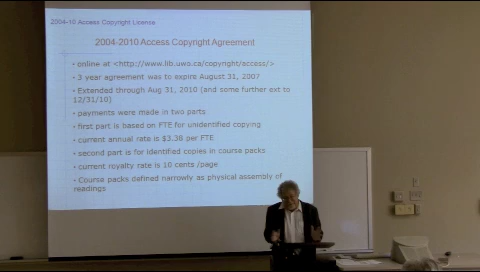 2004-10 Access Copyright License
2004-2010 Access Copyright Agreement
• online at <http://www.lib.uwo.ca/copyright/access/>
• 3 year agreement was to expire August 31, 2007
• Extended through Aug 31, 2010 (and some further ext to
12/31/10)
• payments were made in two parts
• first part is based on FTE for unidentified copying
• current annual rate is $3.38 per FTE
• second part is for identified copies in course packs
• current royalty rate is 10 cents /page
• Course packs defined narrowly as physical assembly of
readings